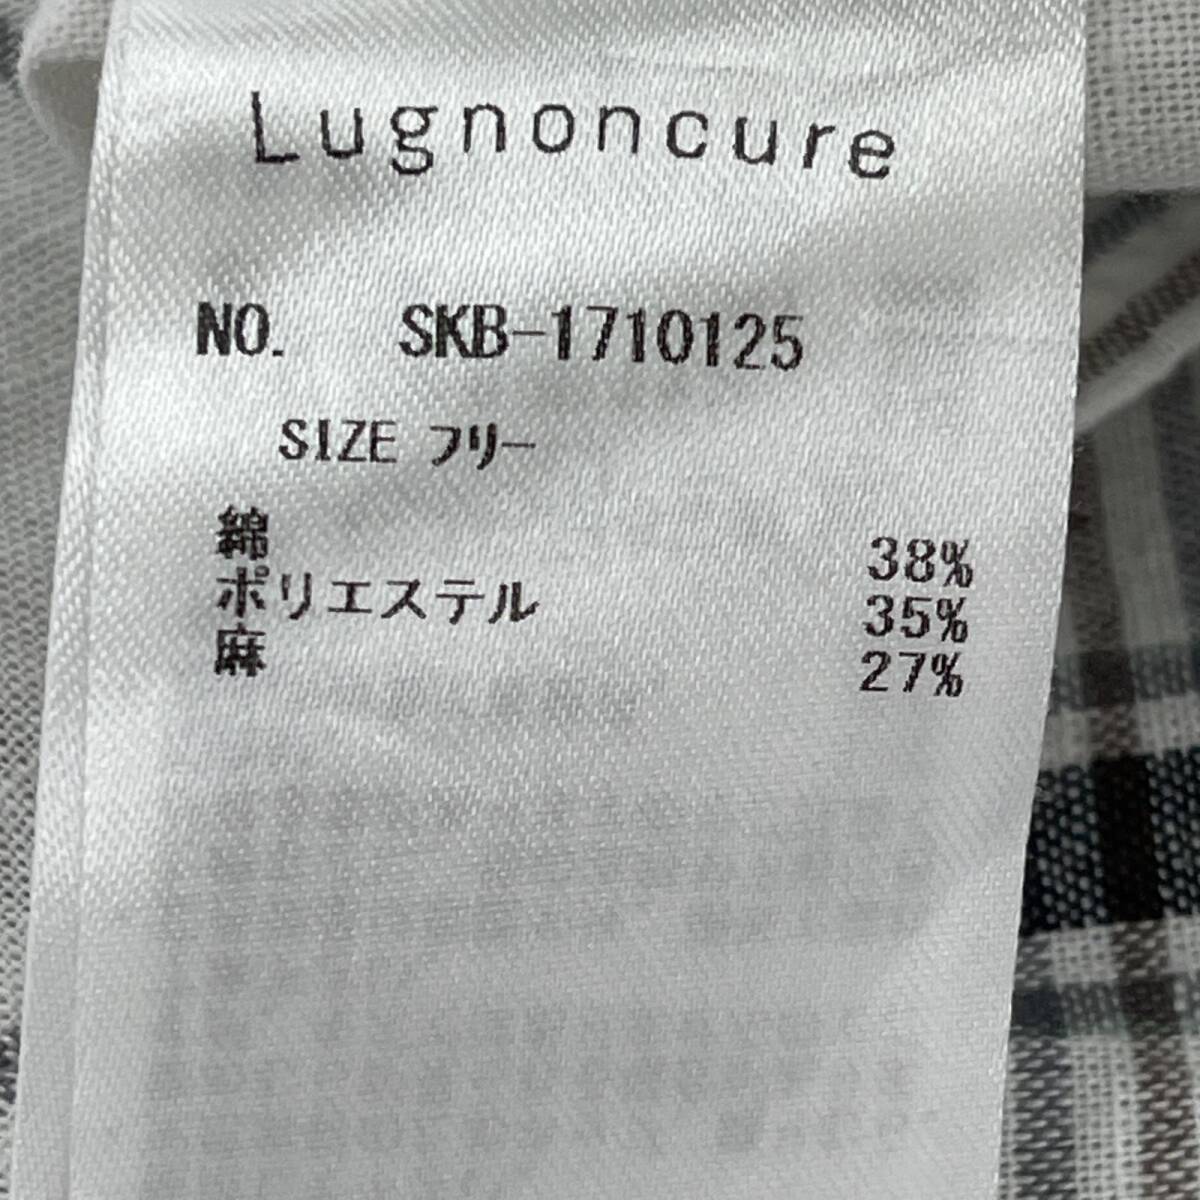 Lugnoncure
NO. SKB-1710125
SIZE フリー
綿 38%
ポリエステル 35%
麻 27%